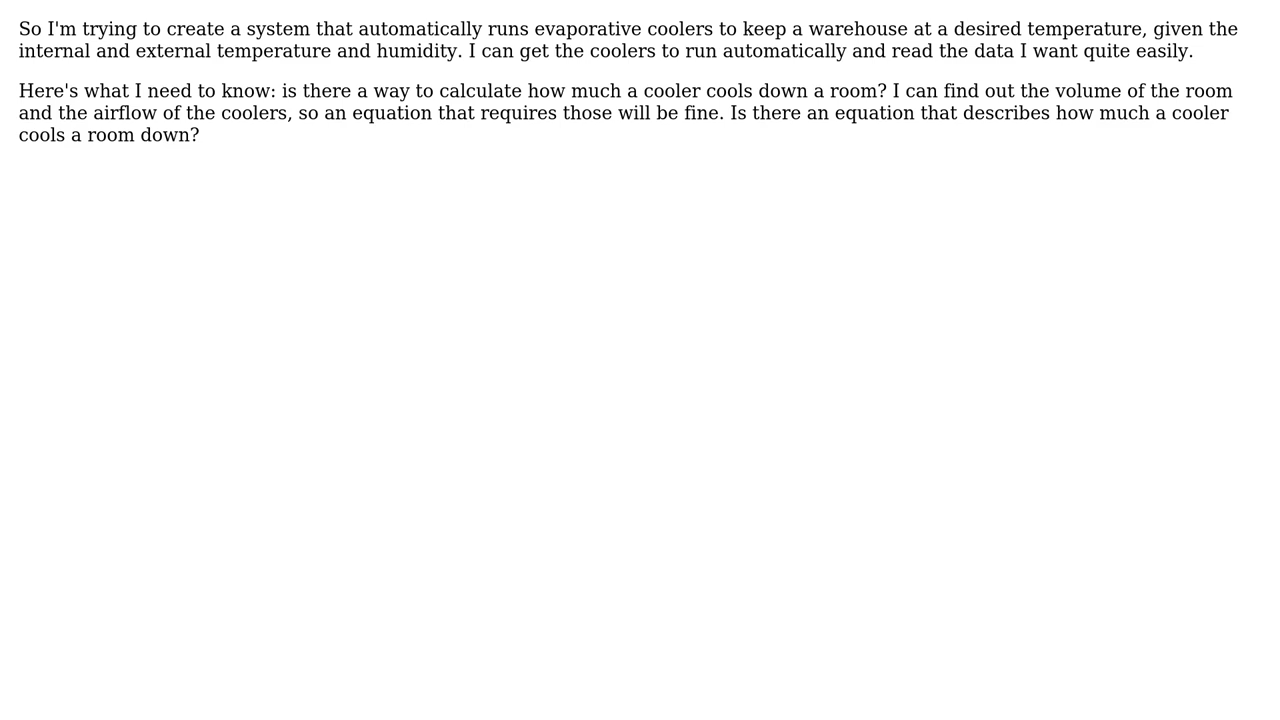 So I'm trying to create a system that automatically runs evaporative coolers to keep a warehouse at a desired temperature, given the
internal and external temperature and humidity. I can get the coolers to run automatically and read the data I want quite easily.
Here's what I need to know: is there a way to calculate how much a cooler cools down a room? I can find out the volume of the room
and the airflow of the coolers, so an equation that requires those will be fine. Is there an equation that describes how much a cooler
cools a room down?